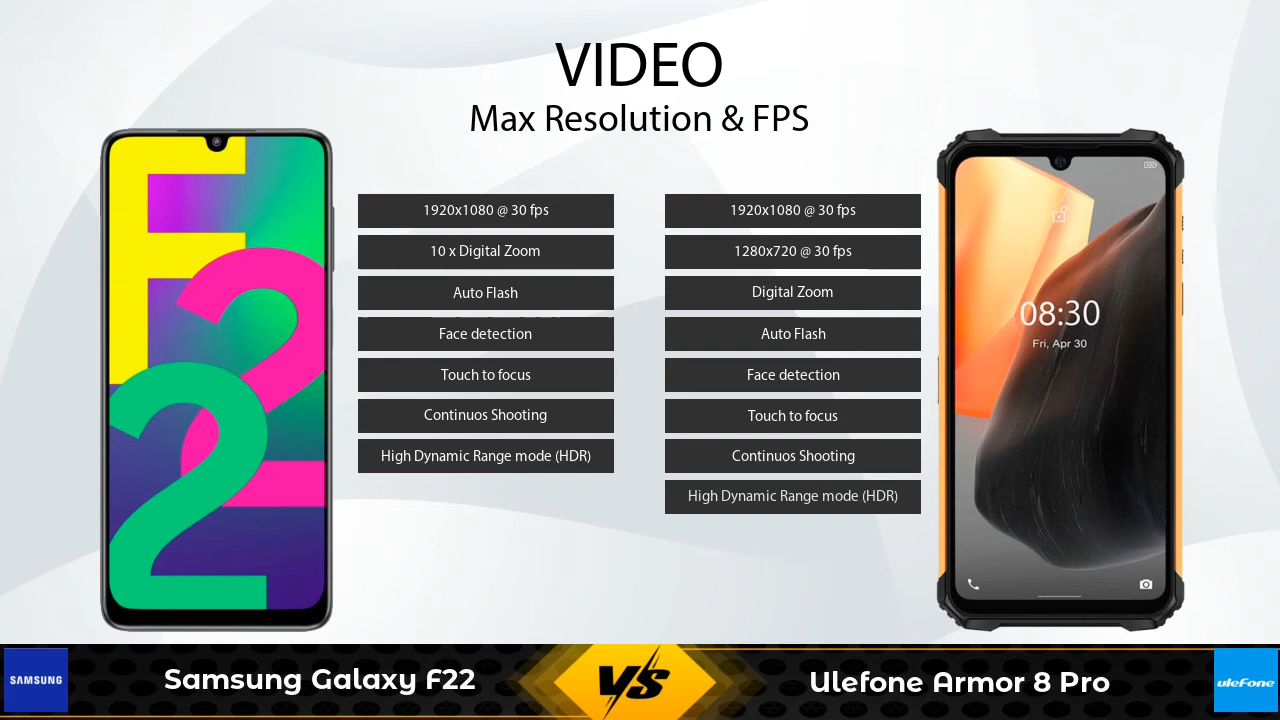 VIDEO
Max Resolution & FPS
1920x1080 @ 30 fps
10 x Digital Zoom
Auto Flash
Face detection
Touch to focus
Continuos Shooting
High Dynamic Range mode (HDR)
1920x1080 @ 30 fps
1280x720 @ 30 fps
Digital Zoom
Auto Flash
Face detection
Touch to focus
Continuos Shooting
High Dynamic Range mode (HDR)
F
2
2
08:30
Fri, Apr 30
SAMSUNG
Samsung Galaxy F22
VS
Ulefone Armor 8 Pro
uleFone